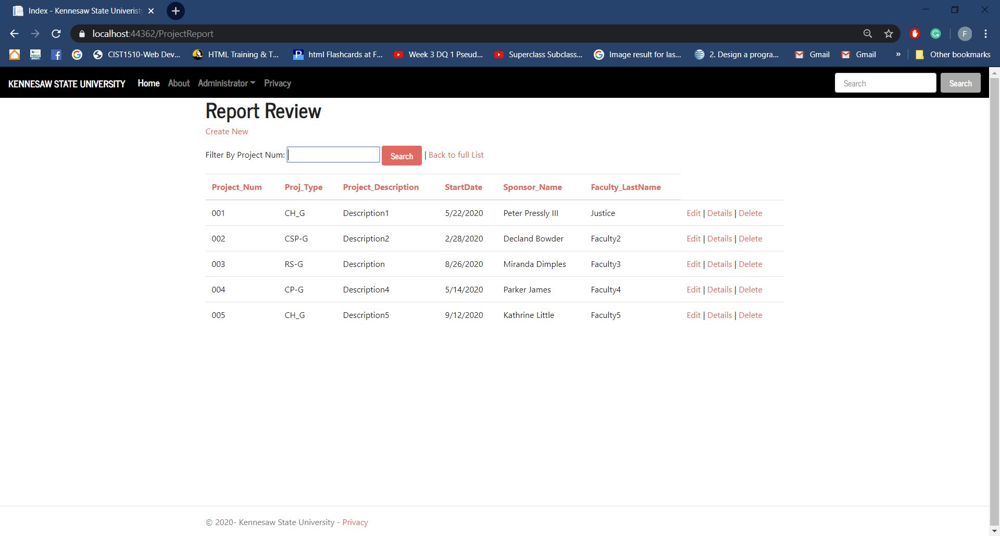 Index - Kennesaw State Univerist
localhost:44362/ProjectReport
F
CIST1510-Web Dev... HTML Training & T... html Flashcards at F... Week 3 DQ 1 Pseud... Superclass Subclass... Image result for las... 2. Design a progra... Gmail Gmail » Other bookmarks
KENNESAW STATE UNIVERSITY Home About Administrator Privacy Search Search
Report Review
Create New
Filter By Project Num: Search | Back to full List
Project_Num Proj_Type Project_Description StartDate Sponsor_Name Faculty_LastName
001 CH_G Description1 5/22/2020 Peter Pressly III Justice Edit | Details | Delete
002 CSP-G Description2 2/28/2020 Decland Bowder Faculty2 Edit | Details | Delete
003 RS-G Description 8/26/2020 Miranda Dimples Faculty3 Edit | Details | Delete
004 CP-G Description4 5/14/2020 Parker James Faculty4 Edit | Details | Delete
005 CH_G Description5 9/12/2020 Kathrine Little Faculty5 Edit | Details | Delete
© 2020- Kennesaw State University - Privacy